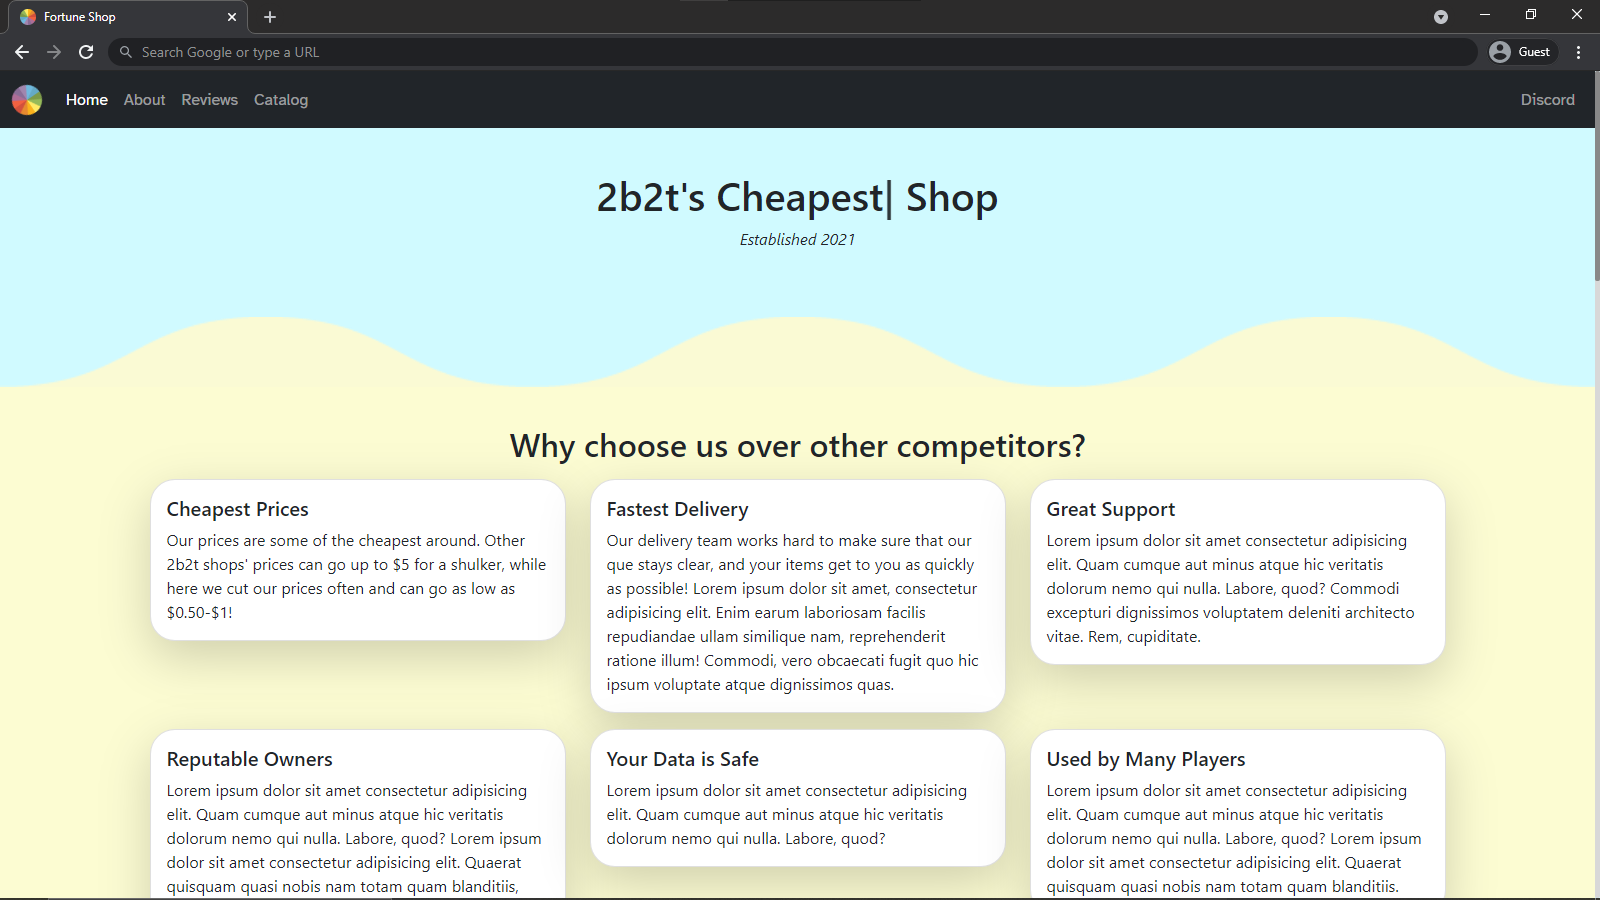 Fortune Shop
Search Google or type a URL
Guest
Home About Reviews Catalog Discord
2b2t's Cheapest| Shop
Established 2021
Why choose us over other competitors?
Cheapest Prices
Our prices are some of the cheapest around. Other
2b2t shops' prices can go up to $5 for a shulker, while
here we cut our prices often and can go as low as
$0.50-$1!
Fastest Delivery
Our delivery team works hard to make sure that our
que stays clear, and your items get to you as quickly
as possible! Lorem ipsum dolor sit amet, consectetur
adipisicing elit. Enim earum laboriosam facilis
repudiandae ullam similique nam, reprehenderit
ratione illum! Commodi, vero obcaecati fugit quo hic
ipsum voluptate atque dignissimos quas.
Great Support
Lorem ipsum dolor sit amet consectetur adipisicing
elit. Quam cumque aut minus atque hic veritatis
dolorum nemo qui nulla. Labore, quod? Commodi
excepturi dignissimos voluptatem deleniti architecto
vitae. Rem, cupiditate.
Reputable Owners
Lorem ipsum dolor sit amet consectetur adipisicing
elit. Quam cumque aut minus atque hic veritatis
dolorum nemo qui nulla. Labore, quod? Lorem ipsum
dolor sit amet consectetur adipisicing elit. Quaerat
quisquam quasi nobis nam totam quam blanditiis,
Your Data is Safe
Lorem ipsum dolor sit amet consectetur adipisicing
elit. Quam cumque aut minus atque hic veritatis
dolorum nemo qui nulla. Labore, quod?
Used by Many Players
Lorem ipsum dolor sit amet consectetur adipisicing
elit. Quam cumque aut minus atque hic veritatis
dolorum nemo qui nulla. Labore, quod? Lorem ipsum
dolor sit amet consectetur adipisicing elit. Quaerat
quisquam quasi nobis nam totam quam blanditiis.